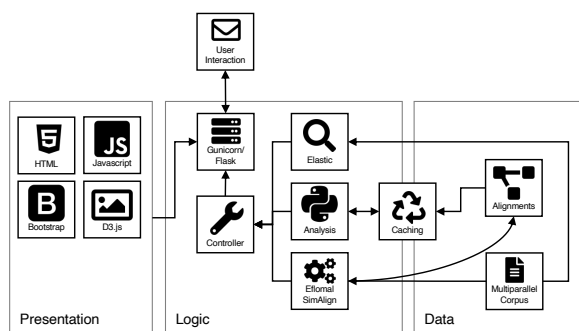 User
Interaction
HTML
JS
Javascript
B
Bootstrap
D3.js
Gunicorn/
Flask
Controller
Elastic
Analysis
Eflomal
SimAlign
Caching
Alignments
Multiparallel
Corpus
Presentation
Logic
Data